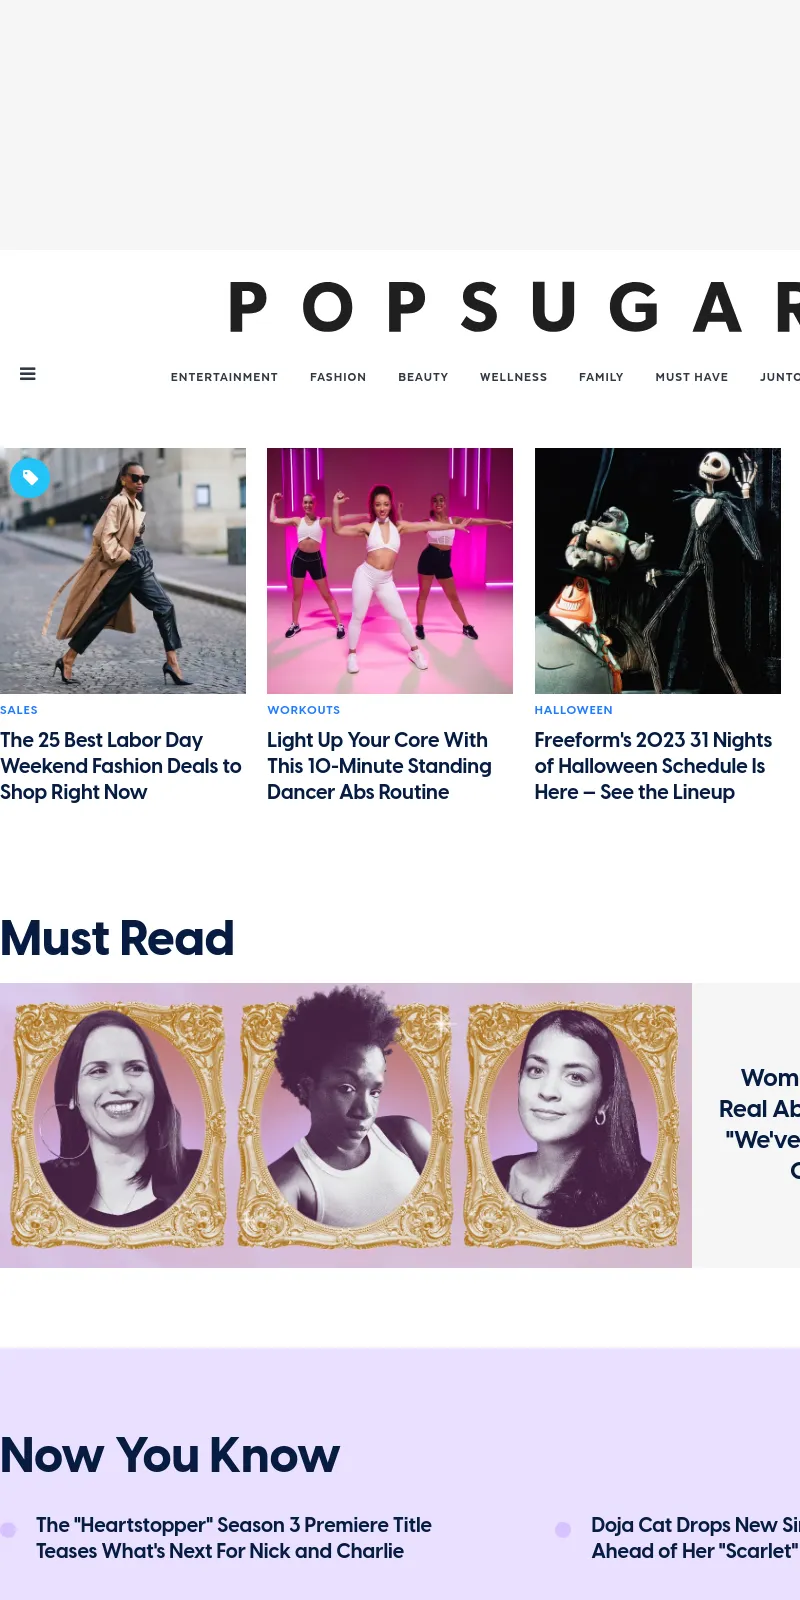 POPSUGAR
ENTERTAINMENT FASHION BEAUTY WELLNESS FAMILY MUST HAVE
SALES
The 25 Best Labor Day
Weekend Fashion Deals to
Shop Right Now
WORKOUTS
Light Up Your Core With
This 10-Minute Standing
Dancer Abs Routine
HALLOWEEN
Freeform's 2023 31 Nights
of Halloween Schedule Is
Here – See the Lineup
Must Read
Real
"We've
Now You Know
The "Heartstopper" Season 3 Premiere Title
Teases What's Next For Nick and Charlie
Doja Cat Drops New
Ahead of Her "Scarlet"